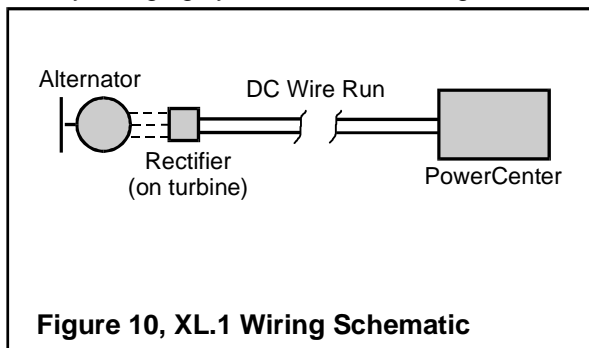 Alternator
DC Wire Run
Rectifier
(on turbine)
PowerCenter
Figure 10, XL.1 Wiring Schematic